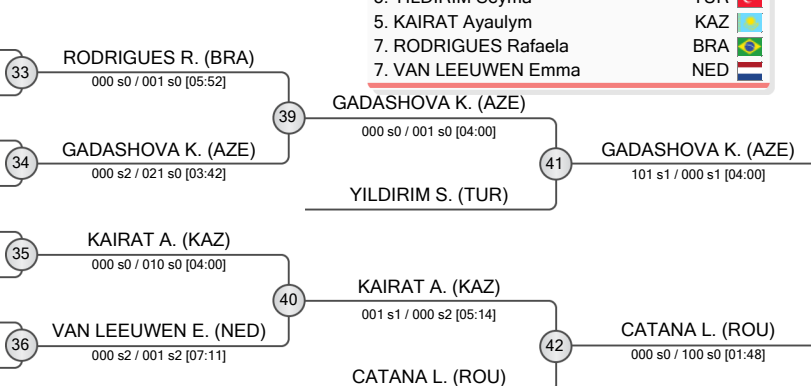 5. YILDIRIM Seyma TUR
5. KAIRAT Ayaulym KAZ
7. RODRIGUES Rafaela BRA
7. VAN LEEUWEN Emma NED
33
RODRIGUES R. (BRA)
000 s0 / 001 s0 [05:52]
39
GADASHOVA K. (AZE)
000 s0 / 001 s0 [04:00]
34
GADASHOVA K. (AZE)
000 s2 / 021 s0 [03:42]
41
GADASHOVA K. (AZE)
101 s1 / 000 s1 [04:00]
YILDIRIM S. (TUR)
35
KAIRAT A. (KAZ)
000 s0 / 010 s0 [04:00]
40
KAIRAT A. (KAZ)
001 s1 / 000 s2 [05:14]
36
VAN LEEUWEN E. (NED)
000 s2 / 001 s2 [07:11]
42
CATANA L. (ROU)
000 s0 / 100 s0 [01:48]
CATANA L. (ROU)